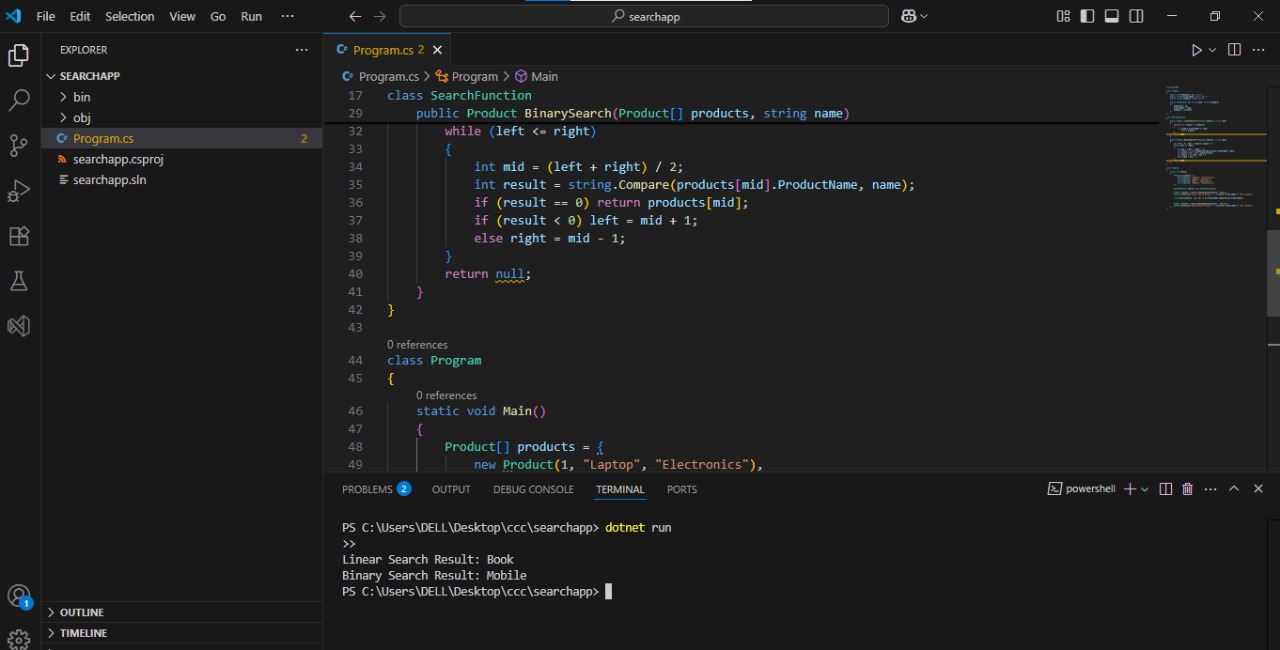 File Edit Selection View Go Run ··· searchapp
EXPLORER ···
SEARCHAPP
bin
obj
Program.cs 2
searchapp.csproj
searchapp.sln
OUTLINE
TIMELINE
1
Program.cs 2
Program.cs > Program > Main
17 class SearchFunction
29 public Product BinarySearch(Product[] products, string name)
32 while (left <= right)
33 {
34 int mid = (left + right) / 2;
35 int result = string.Compare(products[mid].ProductName, name);
36 if (result == 0) return products[mid];
37 if (result < 0) left = mid + 1;
38 else right = mid - 1;
39 }
40 return null;
41 }
42 }
43
0 references
44 class Program
45 {
0 references
46 static void Main()
47 {
48 Product[] products = {
49 new Product(1, "Laptop", "Electronics"),
PROBLEMS 2 OUTPUT DEBUG CONSOLE TERMINAL PORTS powershell
PS C:\Users\DELL\Desktop\ccc\searchapp> dotnet run
>>
Linear Search Result: Book
Binary Search Result: Mobile
PS C:\Users\DELL\Desktop\ccc\searchapp>